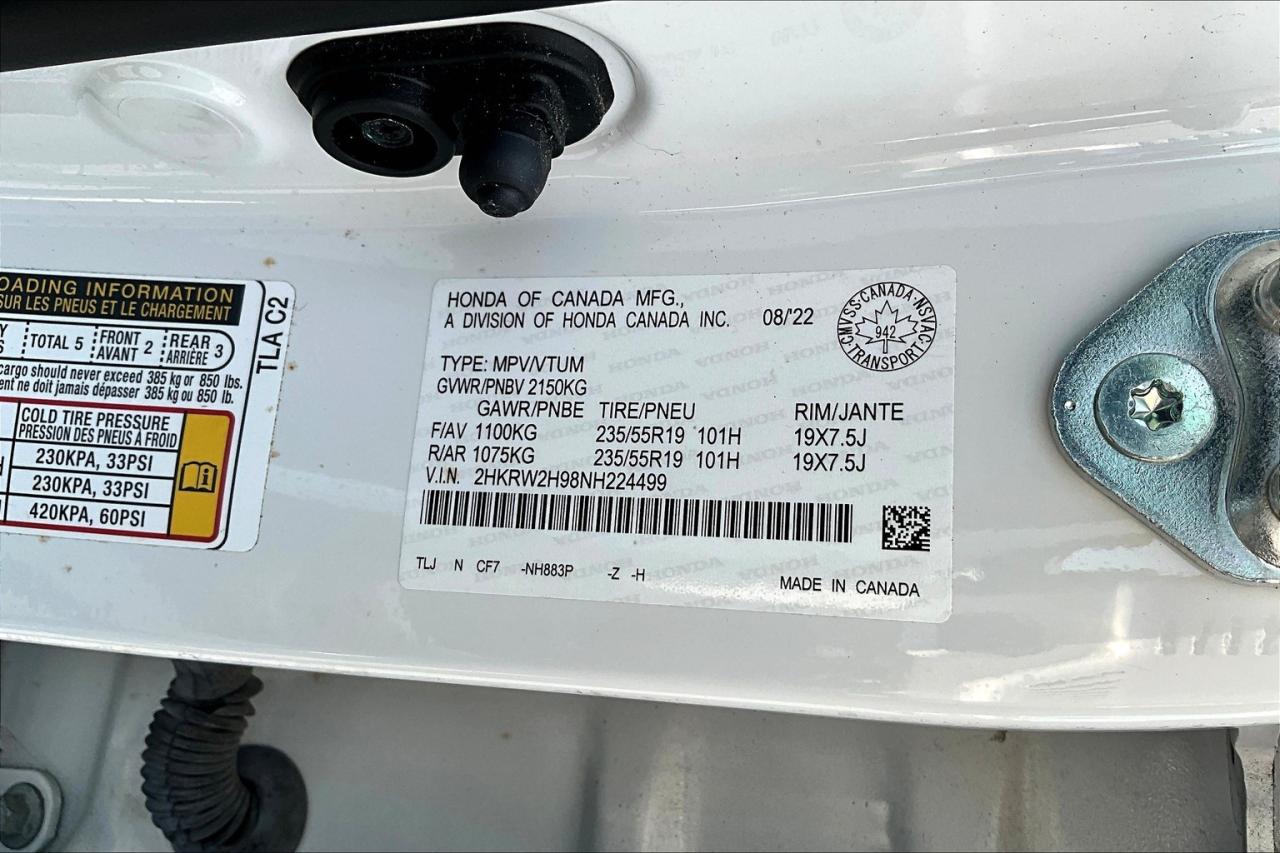 OADING INFORMATION
SUR LES PNEUS ET LE CHARGEMENT
TOTAL 5
FRONT AVANT 2
REAR ARRIÈRE 3
cargo should never exceed 385 kg or 850 lbs.
ent ne doit jamais dépasser 385 kg ou 850 lb.
COLD TIRE PRESSURE
PRESSION DES PNEUS À FROID
230KPA, 33PSI
230KPA, 33PSI
420KPA, 60PSI
TLA C2
HONDA OF CANADA MFG.,
A DIVISION OF HONDA CANADA INC. 08/'22
CMVSS·CANADA·NSVAC
942
TRANSPORT
TYPE: MPV/VTUM
GVWR/PNBV 2150KG
GAWR/PNBE TIRE/PNEU RIM/JANTE
F/AV 1100KG 235/55R19 101H 19X7.5J
R/AR 1075KG 235/55R19 101H 19X7.5J
V.I.N. 2HKRW2H98NH224499
TLJ N CF7 -NH883P -Z -H
MADE IN CANADA